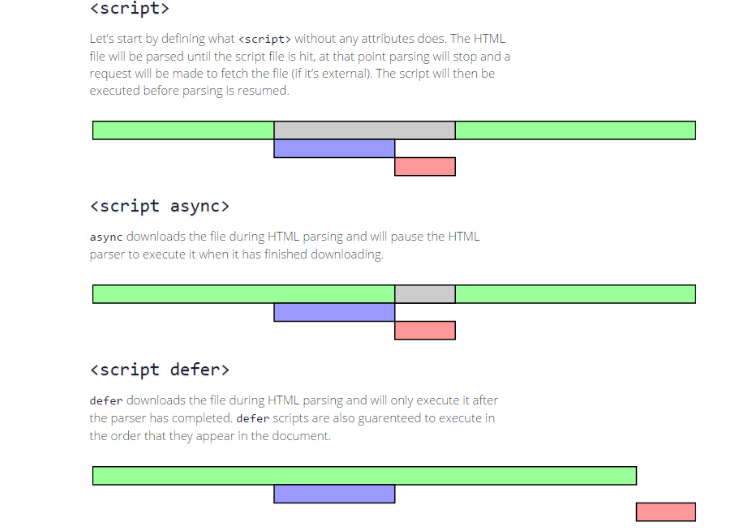 <script>
Let's start by defining what <script> without any attributes does. The HTML
file will be parsed until the script file is hit, at that point parsing will stop and a
request will be made to fetch the file (if it's external). The script will then be
executed before parsing is resumed.
<script async>
async downloads the file during HTML parsing and will pause the HTML
parser to execute it when it has finished downloading.
<script defer>
defer downloads the file during HTML parsing and will only execute it after
the parser has completed. defer scripts are also guarenteed to execute in
the order that they appear in the document.